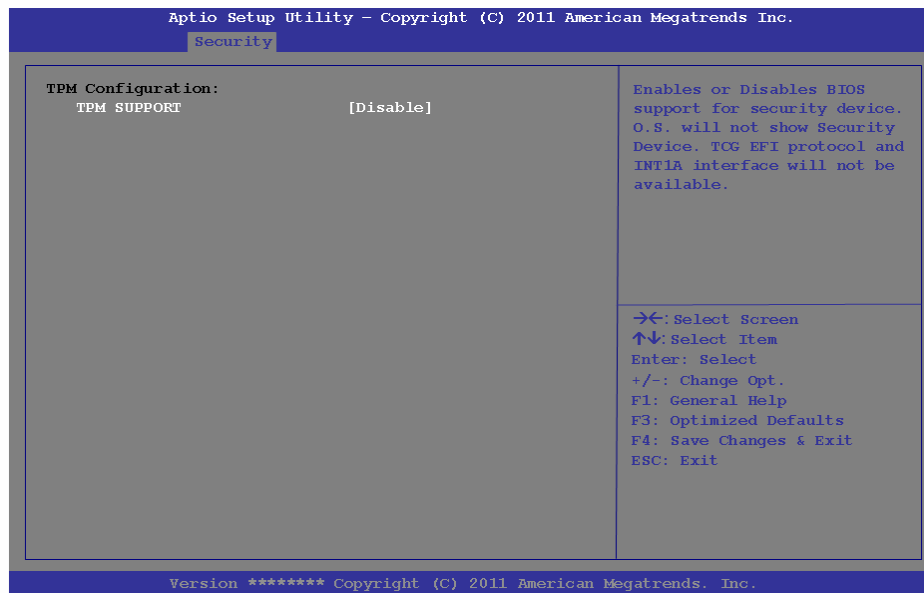 Aptio Setup Utility – Copyright (C) 2011 American Megatrends Inc.
Security
TPM Configuration:
TPM SUPPORT [Disable]
Enables or Disables BIOS
support for security device.
O.S. will not show Security
Device. TCG EFI protocol and
INT1A interface will not be
available.
→←: Select Screen
↑↓: Select Item
Enter: Select
+/-: Change Opt.
F1: General Help
F3: Optimized Defaults
F4: Save Changes & Exit
ESC: Exit
Version ******** Copyright (C) 2011 American Megatrends. Inc.